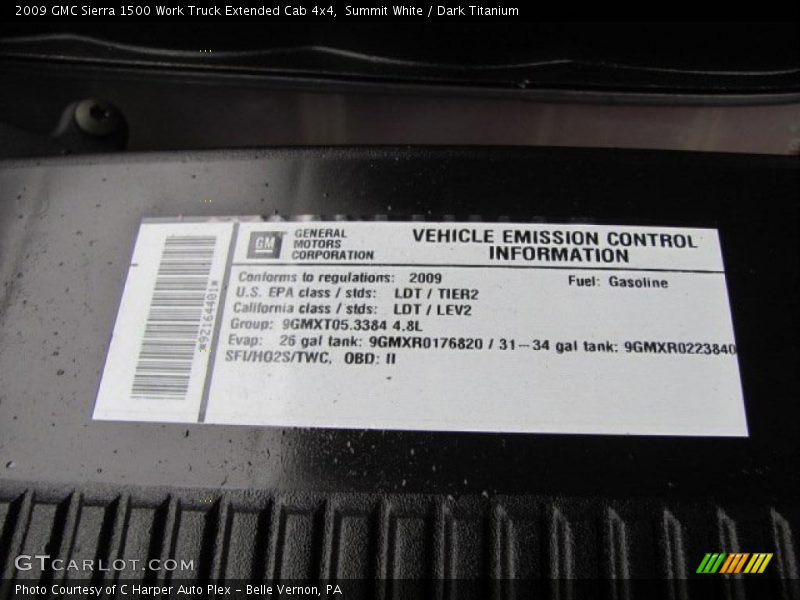 2009 GMC Sierra 1500 Work Truck Extended Cab 4x4, Summit White / Dark Titanium
*92164401*
GM
GENERAL
MOTORS
CORPORATION
VEHICLE EMISSION CONTROL
INFORMATION
Conforms to regulations: 2009 Fuel: Gasoline
U.S. EPA class / stds: LDT / TIER2
California class / stds: LDT / LEV2
Group: 9GMXT05.3384 4.8L
Evap: 26 gal tank: 9GMXR0176820 / 31-34 gal tank: 9GMXR0223840
SFI/HO2S/TWC, OBD: II
GTCARLOT.COM
Photo Courtesy of C Harper Auto Plex - Belle Vernon, PA